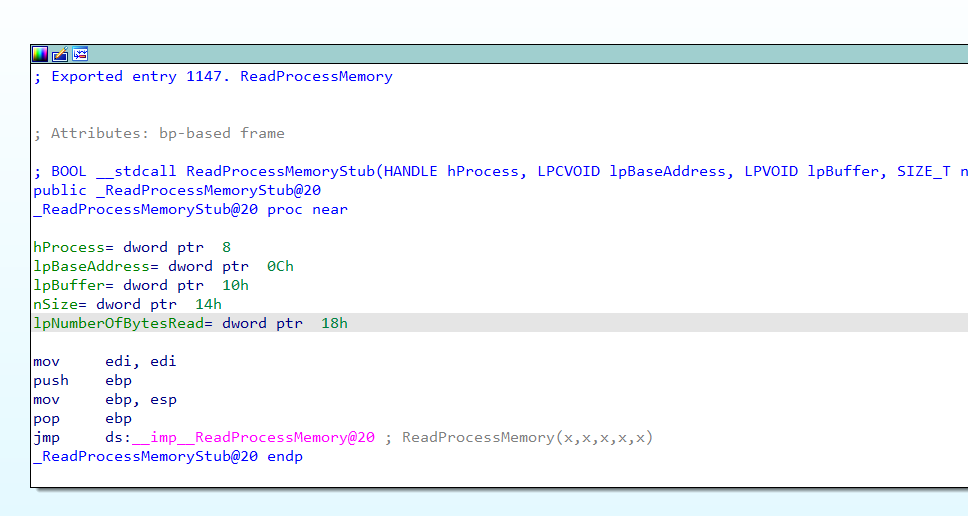 ; Exported entry 1147. ReadProcessMemory
; Attributes: bp-based frame
; BOOL __stdcall ReadProcessMemoryStub(HANDLE hProcess, LPCVOID lpBaseAddress, LPVOID lpBuffer, SIZE_T n
public _ReadProcessMemoryStub@20
_ReadProcessMemoryStub@20 proc near
hProcess= dword ptr  8
lpBaseAddress= dword ptr  0Ch
lpBuffer= dword ptr  10h
nSize= dword ptr  14h
lpNumberOfBytesRead= dword ptr  18h
mov     edi, edi
push    ebp
mov     ebp, esp
pop     ebp
jmp     ds:__imp__ReadProcessMemory@20 ; ReadProcessMemory(x,x,x,x,x)
_ReadProcessMemoryStub@20 endp